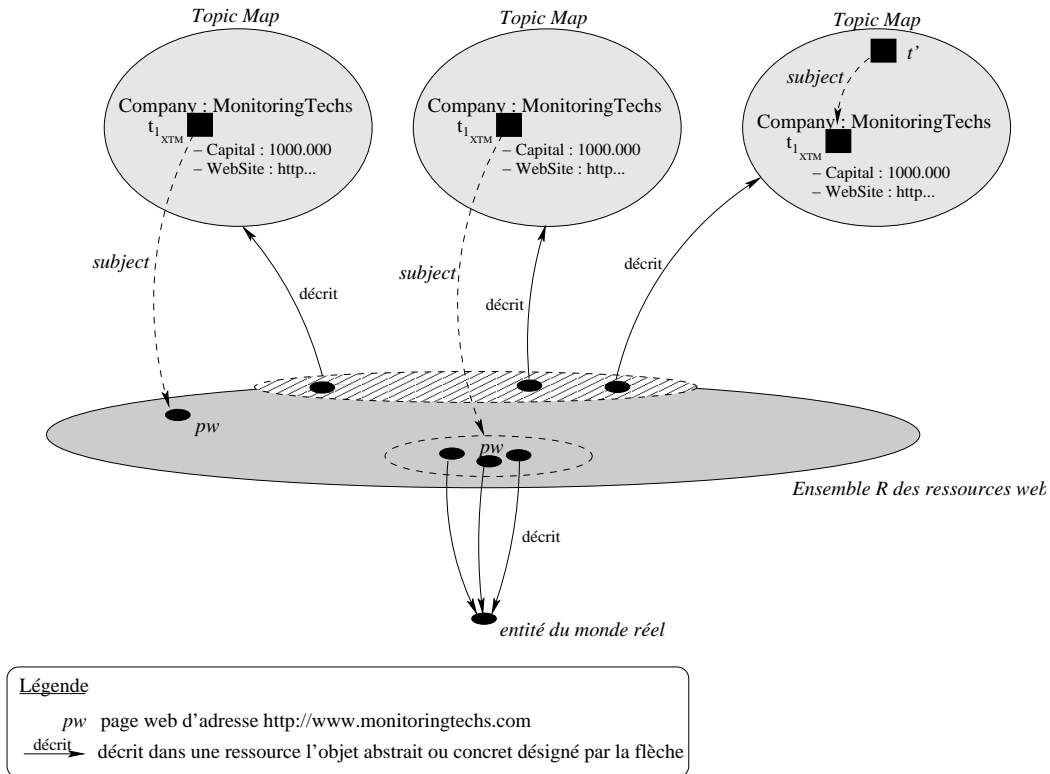 Topic Map
Topic Map
Topic Map
t'
subject
Company : MonitoringTechs
t1XTM
– Capital : 1000.000
– WebSite : http...
Company : MonitoringTechs
t1XTM
– Capital : 1000.000
– WebSite : http...
Company : MonitoringTechs
t1XTM
– Capital : 1000.000
– WebSite : http...
subject
subject
décrit
décrit
décrit
pw
pw
Ensemble R des ressources web
décrit
entité du monde réel
Légende
pw page web d'adresse http://www.monitoringtechs.com
décrit décrit dans une ressource l'objet abstrait ou concret désigné par la flèche